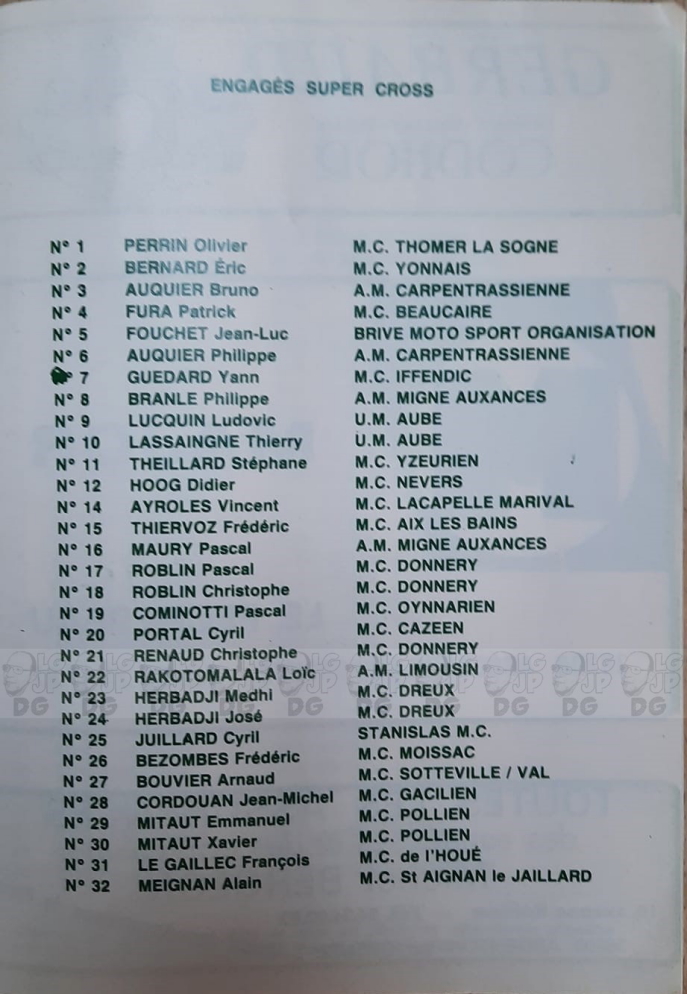 ENGAGÉS SUPER CROSS
N° 1 PERRIN Olivier M.C. THOMER LA SOGNE
N° 2 BERNARD Éric M.C. YONNAIS
N° 3 AUQUIER Bruno A.M. CARPENTRASSIENNE
N° 4 FURA Patrick M.C. BEAUCAIRE
N° 5 FOUCHET Jean-Luc BRIVE MOTO SPORT ORGANISATION
N° 6 AUQUIER Philippe A.M. CARPENTRASSIENNE
7 GUEDARD Yann M.C. IFFENDIC
N° 8 BRANLE Philippe A.M. MIGNE AUXANCES
N° 9 LUCQUIN Ludovic U.M. AUBE
N° 10 LASSAINGNE Thierry U.M. AUBE
N° 11 THEILLARD Stéphane M.C. YZEURIEN
N° 12 HOOG Didier M.C. NEVERS
N° 14 AYROLES Vincent M.C. LACAPELLE MARIVAL
N° 15 THIERVOZ Frédéric M.C. AIX LES BAINS
N° 16 MAURY Pascal A.M. MIGNE AUXANCES
N° 17 ROBLIN Pascal M.C. DONNERY
N° 18 ROBLIN Christophe M.C. DONNERY
N° 19 COMINOTTI Pascal M.C. OYNNARIEN
N° 20 PORTAL Cyril M.C. CAZEEN
N° 21 RENAUD Christophe M.C. DONNERY
N° 22 RAKOTOMALALA Loïc A.M. LIMOUSIN
N° 23 HERBADJI Medhi M.C. DREUX
N° 24 HERBADJI José M.C. DREUX
N° 25 JUILLARD Cyril STANISLAS M.C.
N° 26 BEZOMBES Frédéric M.C. MOISSAC
N° 27 BOUVIER Arnaud M.C. SOTTEVILLE / VAL
N° 28 CORDOUAN Jean-Michel M.C. GACILIEN
N° 29 MITAUT Emmanuel M.C. POLLIEN
N° 30 MITAUT Xavier M.C. POLLIEN
N° 31 LE GAILLEC François M.C. de l'HOUÉ
N° 32 MEIGNAN Alain M.C. St AIGNAN le JAILLARD